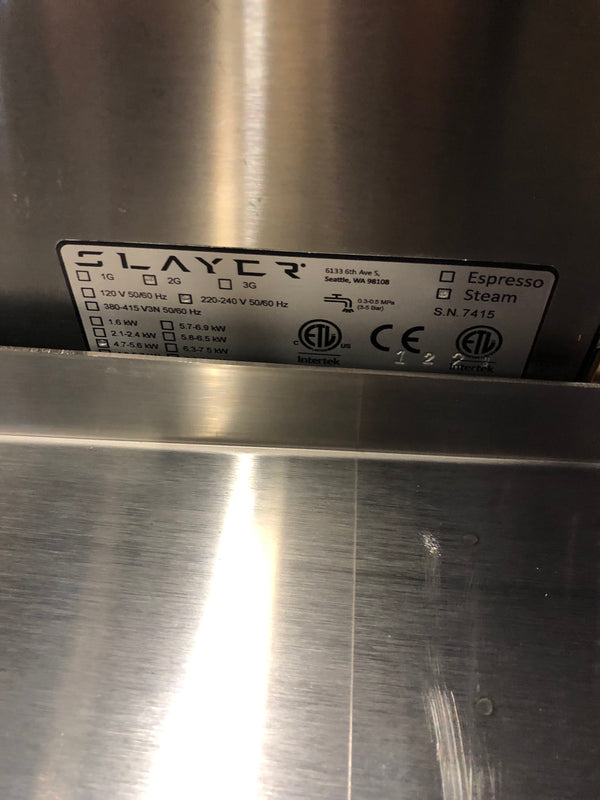 SLAYER
6133 6th Ave S,
Seattle, WA 98108
1G 2G 3G
120 V 50/60 Hz 220-240 V 50/60 Hz
380-415 V3N 50/60 Hz
1.6 kW 5.7-6.9 kW
2.1-2.4 kW 5.8-6.5 kW
4.7-5.6 kW 6.3-7.5 kW
0.3-0.5 MPa
(3-5 Bar)
Espresso
Steam
S.N. 7415
C ETL US
Intertek
CE
ETL
Intertek
1 2 2